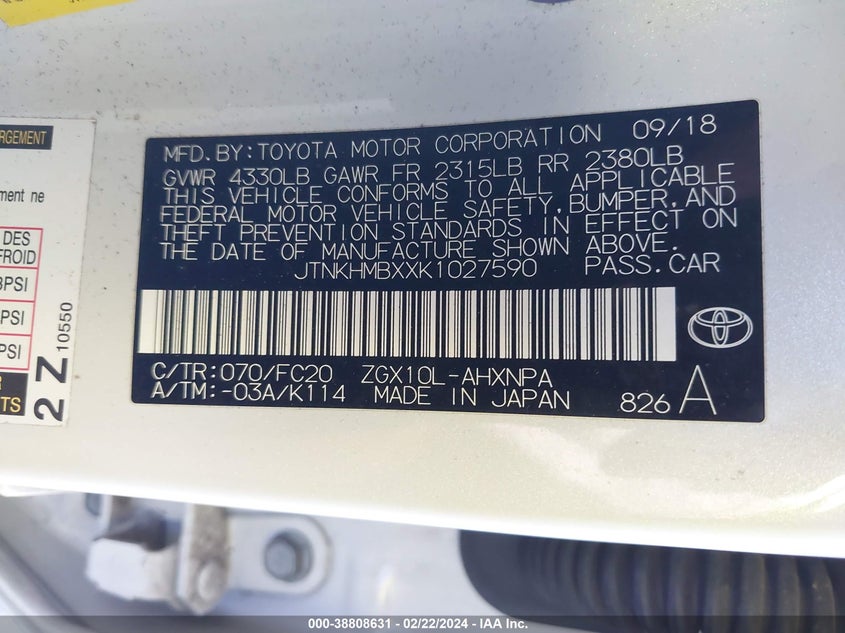 RGEMENT
ment ne
DES
FROID
PSI
PSI
PSI
TS
2 Z 10550
MFD.BY:TOYOTA MOTOR CORPORATION 09/18
GVWR 4330LB GAWR FR 2315LB RR 2380LB
THIS VEHICLE CONFORMS TO ALL APPLICABLE
FEDERAL MOTOR VEHICLE SAFETY,BUMPER,AND
THEFT PREVENTION STANDARDS IN EFFECT ON
THE DATE OF MANUFACTURE SHOWN ABOVE.
JTNKHMBXXK1027590 PASS.CAR
C/TR:070/FC20 ZGX10L-AHXNPA
A/TM:-03A/K114 MADE IN JAPAN 826 A
000-38808631 - 02/22/2024 - IAA Inc.